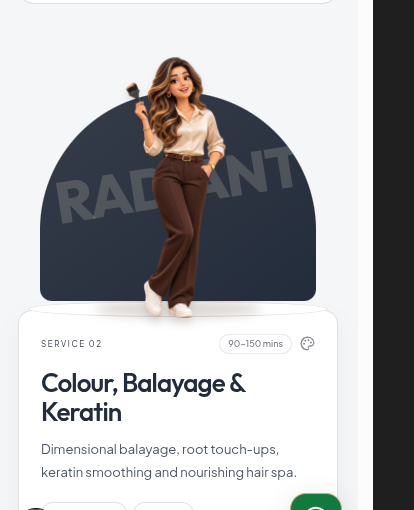 RADIANT
SERVICE 02
90–150 mins
Colour, Balayage &
Keratin
Dimensional balayage, root touch-ups,
keratin smoothing and nourishing hair spa.